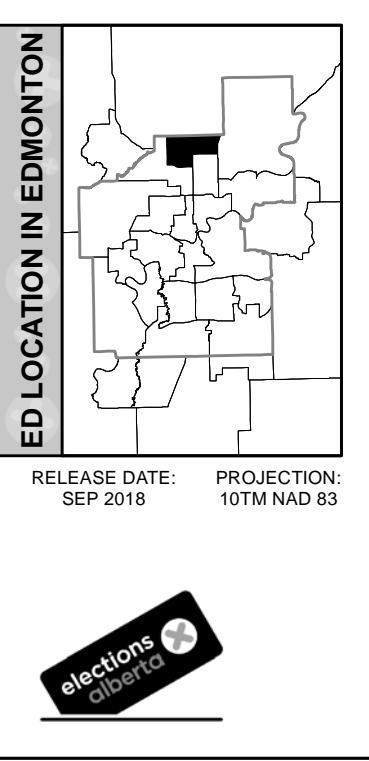 ED LOCATION IN EDMONTON
RELEASE DATE:
SEP 2018
PROJECTION:
10TM NAD 83
elections
alberta